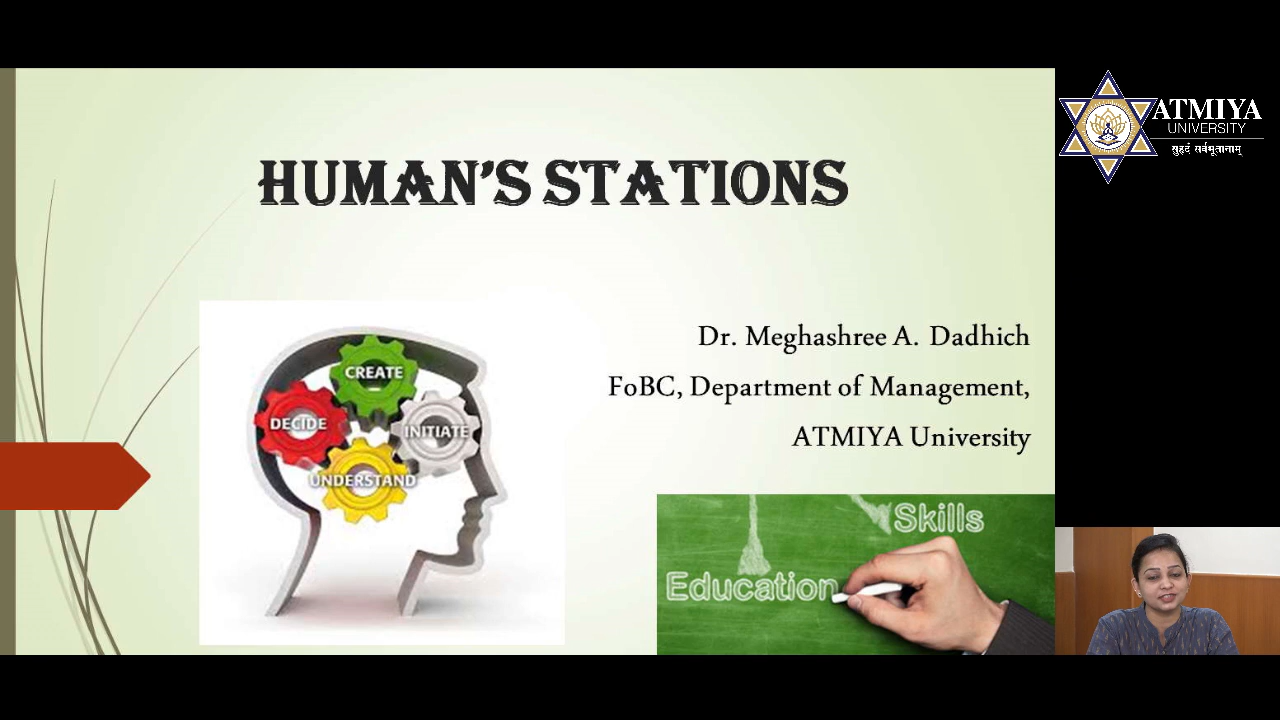 HUMAN'S STATIONS
Dr. Meghashree A. Dadhich
FoBC, Department of Management,
ATMIYA University
CREATE
DECIDE
INITIATE
UNDERSTAND
Skills
Education
ATMIYA
UNIVERSITY
सुहृदं सर्वभूतानाम्